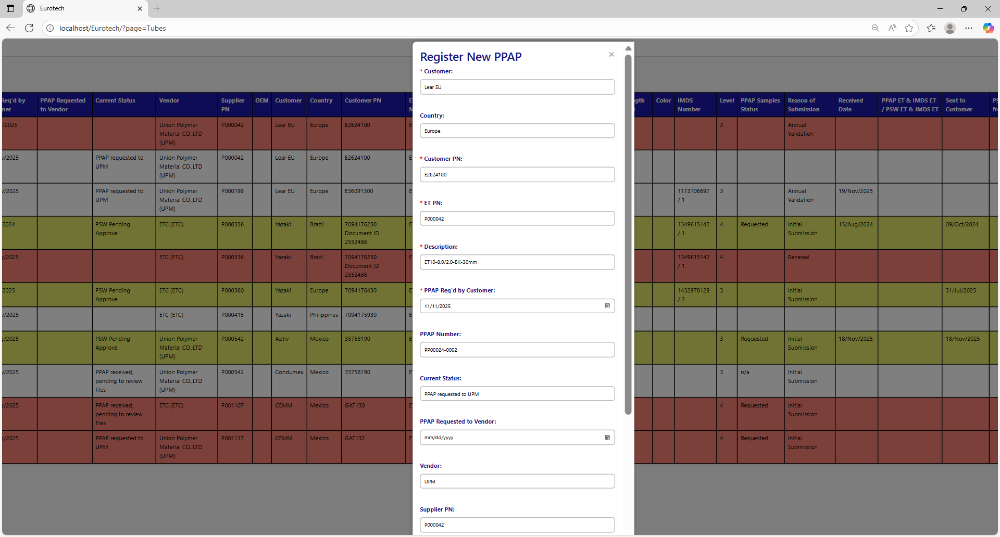 Eurotech
localhost/Eurotech/?page=Tubes
Register New PPAP
* Customer:
Lear EU
Country:
Europe
* Customer PN:
E2624100
* ET PN:
P000042
* Description:
ET10-8.0/2.0-BK-30mm
* PPAP Req'd by Customer:
11/11/2025
PPAP Number:
PP00024-0002
Current Status:
PPAP requested to UPM
PPAP Requested to Vendor:
mm/dd/yyyy
Vendor:
UPM
Supplier PN:
P000042
Req'd by PPAP Requested Current Status Vendor Supplier OEM Customer Country Customer PN Color IMDS Level PPAP Samples Reason of Received PPAP ET & IMDS ET Sent to
to Vendor PN Number Status Submission Date / PSW ET & IMDS ET Customer
/2025 Union Polymer P000042 Lear EU Europe E2624100 3 Annual
Material CO.,LTD Validation
(UPM)
/2025 PPAP requested to Union Polymer P000042 Lear EU Europe E2624100
UPM Material CO.,LTD
(UPM)
/2025 PPAP requested to Union Polymer P000198 Lear EU Europe E36091300 1173706697 3 Annual 19/Nov/2025
UPM Material CO.,LTD / 1 Validation
(UPM)
2024 PSW Pending ETC (ETC) P000336 Yazaki Brazil 7094176230 1349615142 4 Requested Initial 15/Aug/2024 09/Oct/2024
Approve Document ID / 1 Submission
2552486
/2025 ETC (ETC) P000336 Yazaki Brazil 7094176230 1349615142 4 Renewal
Document ID / 1
2552486
2025 PSW Pending ETC (ETC) P000360 Yazaki Europe 7094176430 1432978129 3 Initial 31/Jul/2025
Approve / 2 Submission
/2025 ETC (ETC) P000415 Yazaki Philippines 7094175930
/2025 PSW Pending Union Polymer P000542 Aptiv Mexico 35758190 3 Requested Initial 18/Nov/2025 18/Nov/2025
Approve Material CO.,LTD Submission
(UPM)
/2025 PPAP received, Union Polymer P000542 Condumex Mexico 35758190 3 n/a Initial
pending to review Material CO.,LTD Submission
files (UPM)
/2025 PPAP received, ETC (ETC) P001107 CEMM Mexico GAT130 4 Requested Initial
pending to review Submission
files
/2025 PPAP requested to Union Polymer P001117 CEMM Mexico GAT132 4 Requested Initial
UPM Material CO.,LTD Submission
(UPM)